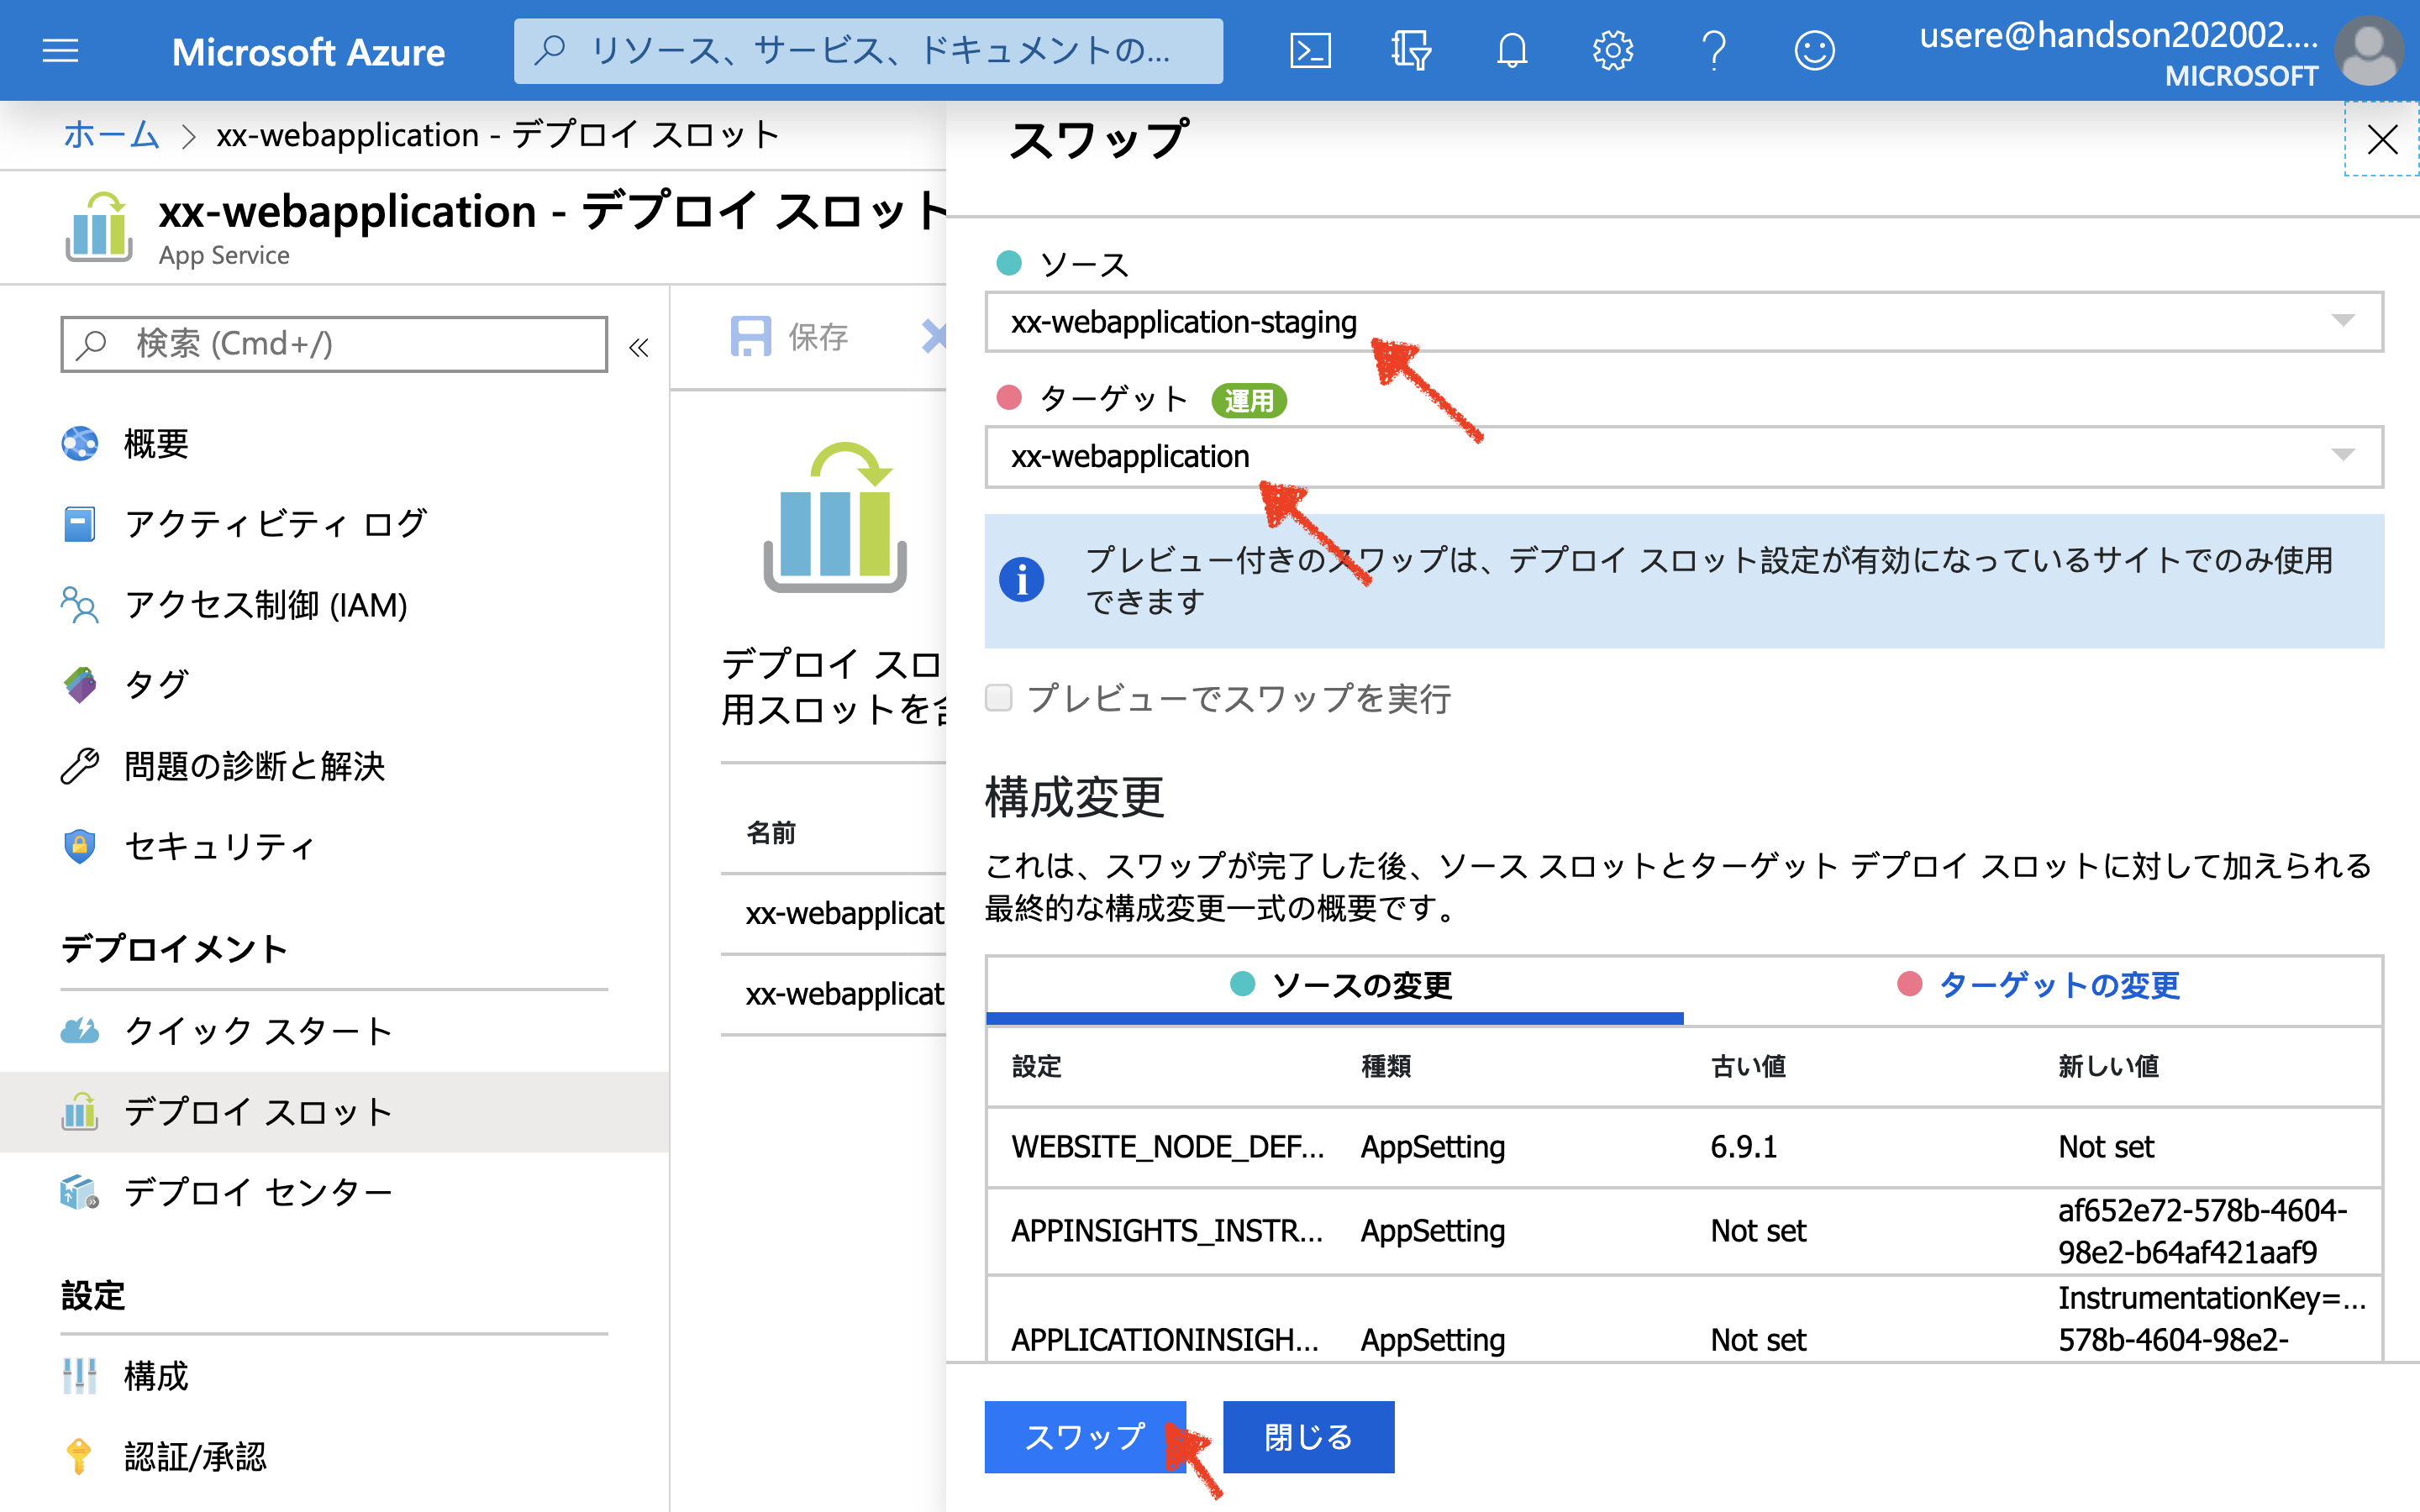 Microsoft Azure
リソース、サービス、ドキュメントの...
usere@handson202002....
MICROSOFT
ホーム > xx-webapplication - デプロイ スロット
xx-webapplication - デプロイ スロット
App Service
検索 (Cmd+/)
«
概要
アクティビティ ログ
アクセス制御 (IAM)
タグ
問題の診断と解決
セキュリティ
デプロイメント
クイック スタート
デプロイ スロット
デプロイ センター
設定
構成
認証/承認
保存
デプロイ スロ
用スロットを含
名前
xx-webapplicat
xx-webapplicat
スワップ
ソース
xx-webapplication-staging
ターゲット 運用
xx-webapplication
プレビュー付きのスワップは、デプロイ スロット設定が有効になっているサイトでのみ使用
できます
プレビューでスワップを実行
構成変更
これは、スワップが完了した後、ソース スロットとターゲット デプロイ スロットに対して加えられる
最終的な構成変更一式の概要です。
ソースの変更 ターゲットの変更
設定 種類 古い値 新しい値
WEBSITE_NODE_DEF... AppSetting 6.9.1 Not set
APPINSIGHTS_INSTR... AppSetting Not set af652e72-578b-4604-
98e2-b64af421aaf9
InstrumentationKey=...
APPLICATIONINSIGH... AppSetting Not set 578b-4604-98e2-
スワップ 閉じる